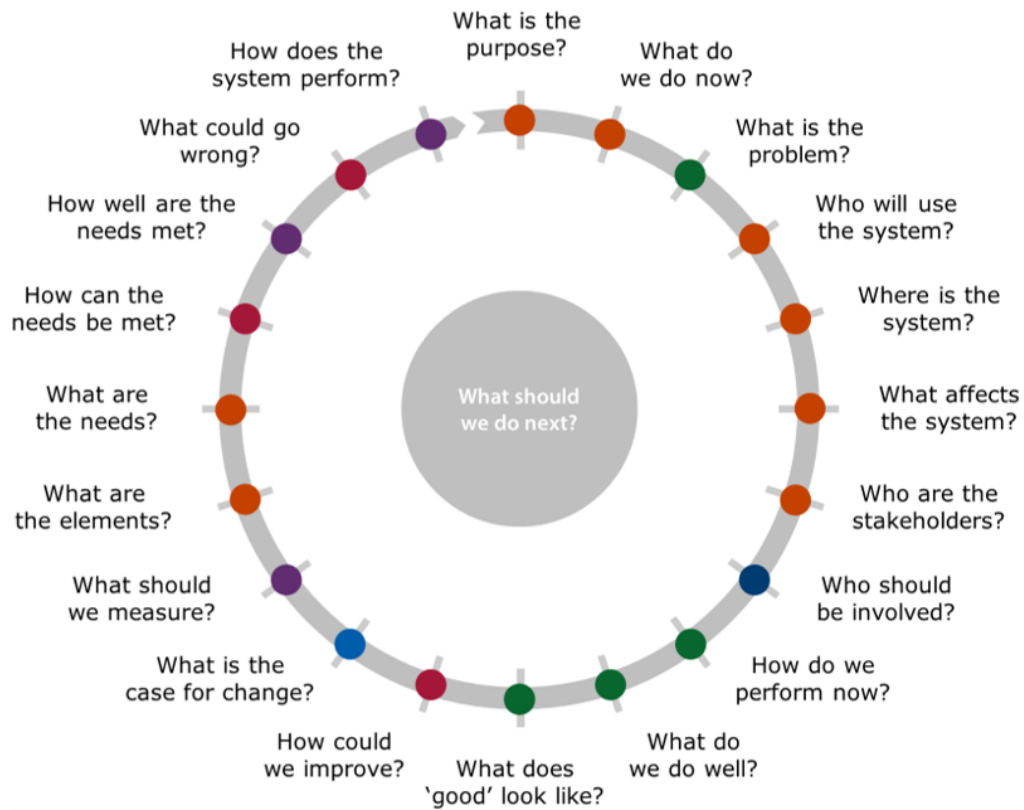 What is the
purpose?
What do
we do now?
What is the
problem?
Who will use
the system?
Where is the
system?
What affects
the system?
Who are the
stakeholders?
Who should
be involved?
How do we
perform now?
What do
we do well?
What does
‘good’ look like?
How could
we improve?
What is the
case for change?
What should
we measure?
What are
the elements?
What are
the needs?
How can the
needs be met?
How well are the
needs met?
What could go
wrong?
How does the
system perform?
What should
we do next?